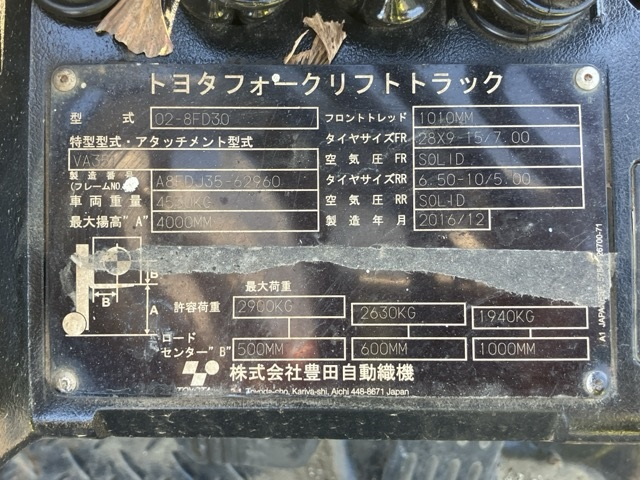 トヨタフォークリフトトラック
型 式 02-8FD30
フロントトレッド 1010MM
特型型式・アタッチメント型式
タイヤサイズFR 28X9-15/7.00
空気圧 FR SOLID
製造番号
(フレームNO.) A8FDJ35-62960
タイヤサイズRR 6.50-10/5.00
車両重量
空気圧 RR SOLID
最大揚高"A" 4000MM
製造年月 2016/12
B
B
A
最大荷重
許容荷重 2900KG 2630KG 1940KG
ロード
センター"B" 500MM 600MM 1000MM
TOYOTA
株式会社豊田自動織機
Toyoda-cho, Kariya-shi, Aichi 448-8671 Japan
A1 JAPAN